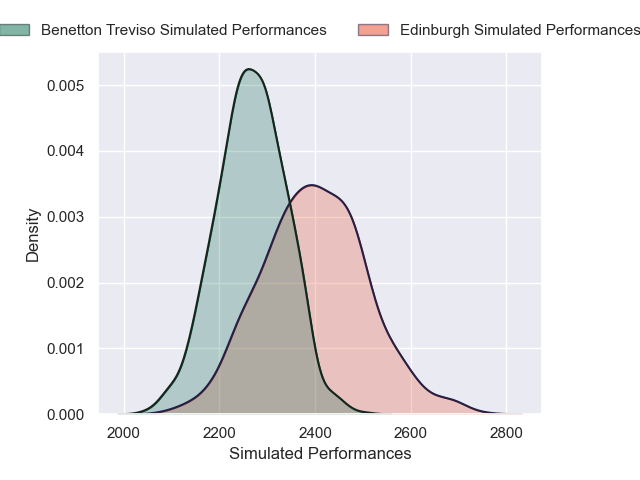 Benetton Treviso Simulated Performances
Edinburgh Simulated Performances
0.005
0.004
0.003
0.002
0.001
0.000
Density
2000 2200 2400 2600 2800
Simulated Performances